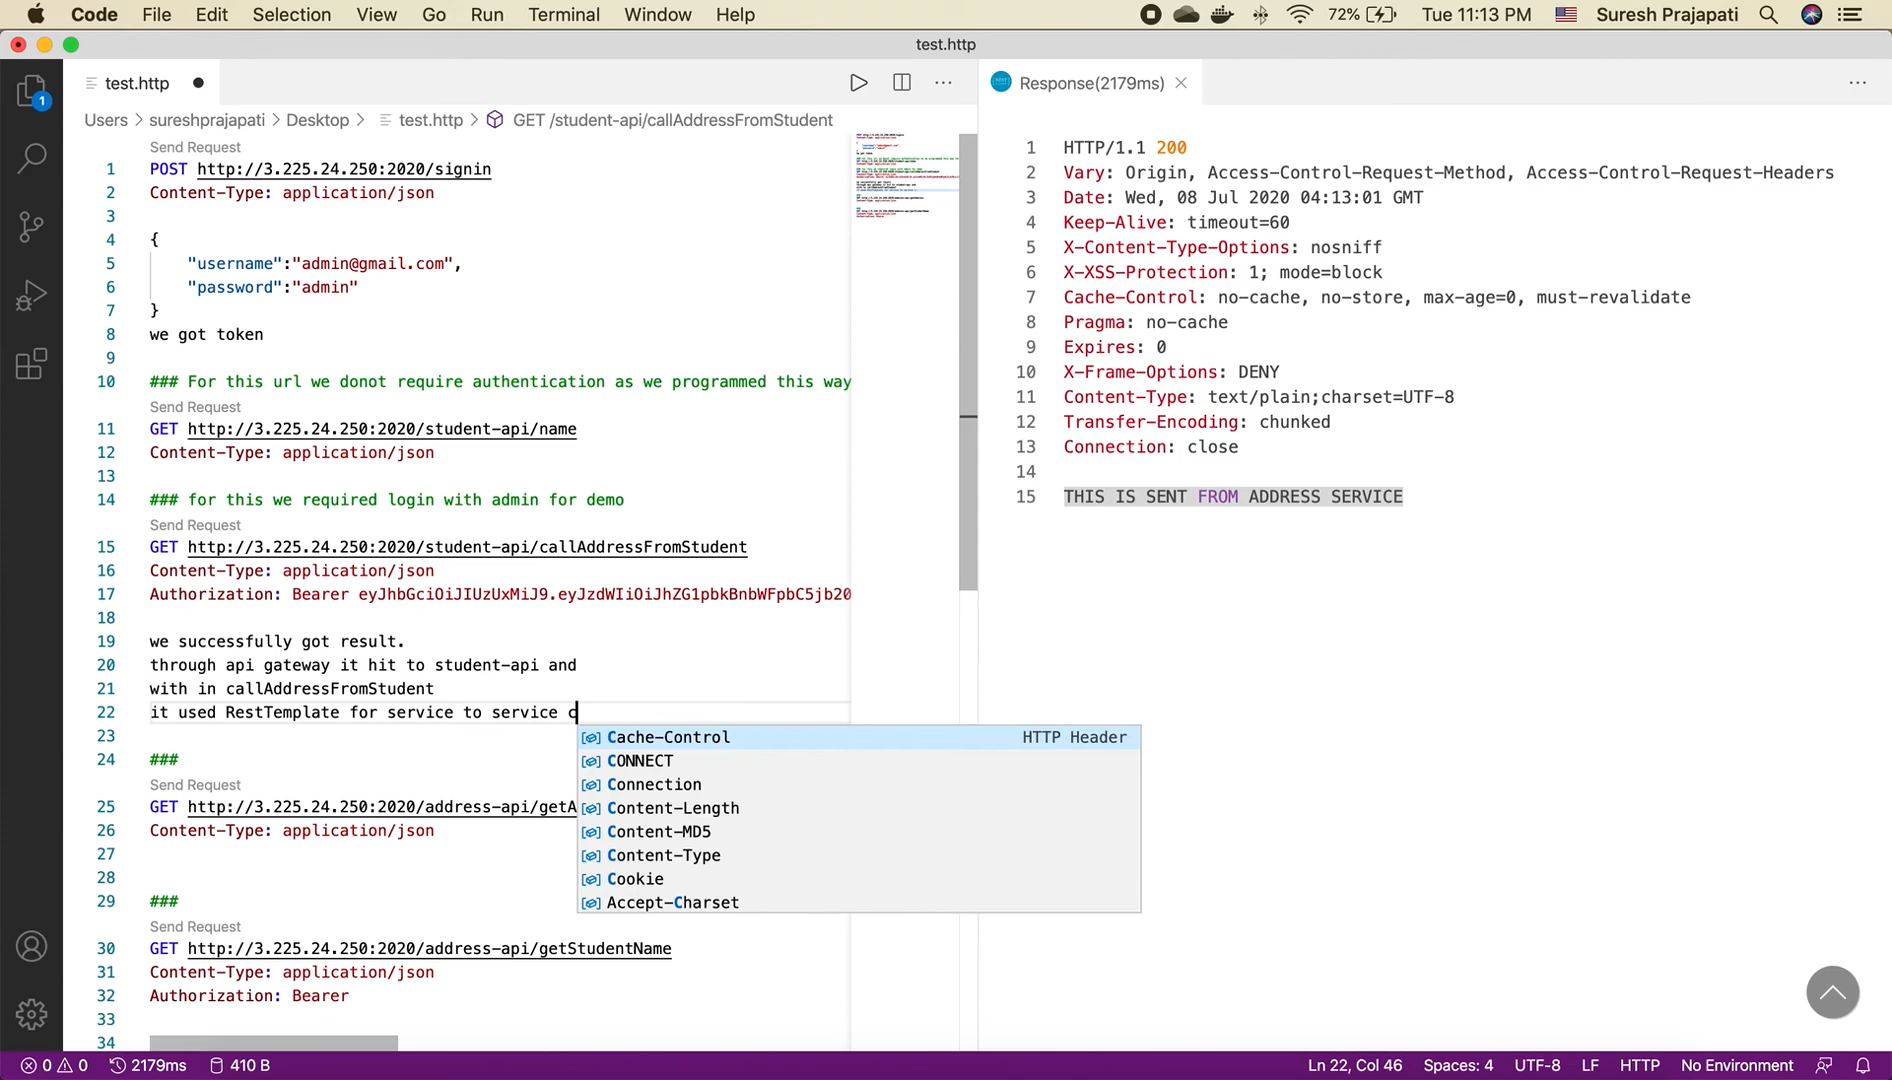 Code File Edit Selection View Go Run Terminal Window Help 72% Tue 11:13 PM Suresh Prajapati
test.http
test.http
Users > sureshprajapati > Desktop > test.http > GET /student-api/callAddressFromStudent
1
Send Request
1 POST http://3.225.24.250:2020/signin
2 Content-Type: application/json
3
4 {
5 "username":"admin@gmail.com",
6 "password":"admin"
7 }
8 we got token
9
10 ### For this url we donot require authentication as we programmed this way
Send Request
11 GET http://3.225.24.250:2020/student-api/name
12 Content-Type: application/json
13
14 ### for this we required login with admin for demo
Send Request
15 GET http://3.225.24.250:2020/student-api/callAddressFromStudent
16 Content-Type: application/json
17 Authorization: Bearer eyJhbGciOiJIUzUxMiJ9.eyJzdWIiOiJhZG1pbkBnbWFpbC5jb20
18
19 we successfully got result.
20 through api gateway it hit to student-api and
21 with in callAddressFromStudent
22 it used RestTemplate for service to service c
23
24 ###
Send Request
25 GET http://3.225.24.250:2020/address-api/getA
26 Content-Type: application/json
27
28
29 ###
Send Request
30 GET http://3.225.24.250:2020/address-api/getStudentName
31 Content-Type: application/json
32 Authorization: Bearer
33
34
Cache-Control HTTP Header
CONNECT
Connection
Content-Length
Content-MD5
Content-Type
Cookie
Accept-Charset
Response(2179ms)
1 HTTP/1.1 200
2 Vary: Origin, Access-Control-Request-Method, Access-Control-Request-Headers
3 Date: Wed, 08 Jul 2020 04:13:01 GMT
4 Keep-Alive: timeout=60
5 X-Content-Type-Options: nosniff
6 X-XSS-Protection: 1; mode=block
7 Cache-Control: no-cache, no-store, max-age=0, must-revalidate
8 Pragma: no-cache
9 Expires: 0
10 X-Frame-Options: DENY
11 Content-Type: text/plain;charset=UTF-8
12 Transfer-Encoding: chunked
13 Connection: close
14
15 THIS IS SENT FROM ADDRESS SERVICE
0 0 2179ms 410 B Ln 22, Col 46 Spaces: 4 UTF-8 LF HTTP No Environment